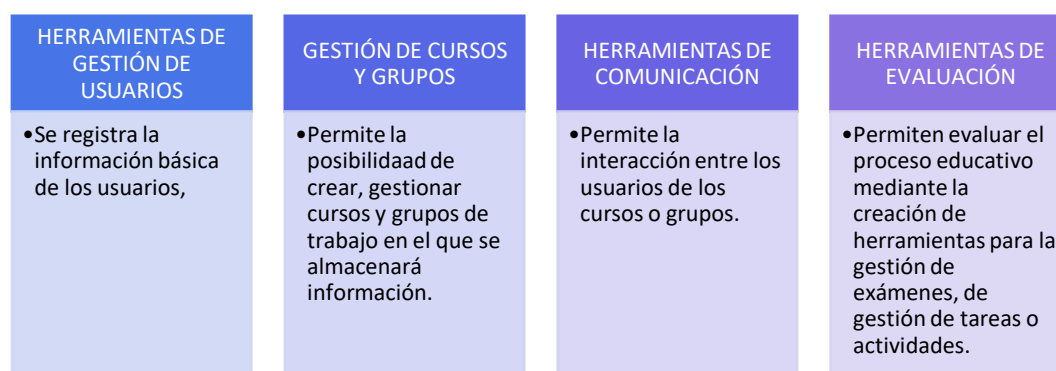 HERRAMIENTAS DE
GESTIÓN DE
USUARIOS
•Se registra la
información básica
de los usuarios,
GESTIÓN DE CURSOS
Y GRUPOS
•Permite la
posibilidaad de
crear, gestionar
cursos y grupos de
trabajo en el que se
almacenará
información.
HERRAMIENTAS DE
COMUNICACIÓN
•Permite la
interacción entre los
usuarios de los
cursos o grupos.
HERRAMIENTAS DE
EVALUACIÓN
•Permiten evaluar el
proceso educativo
mediante la
creación de
herramientas para la
gestión de
exámenes, de
gestión de tareas o
actividades.